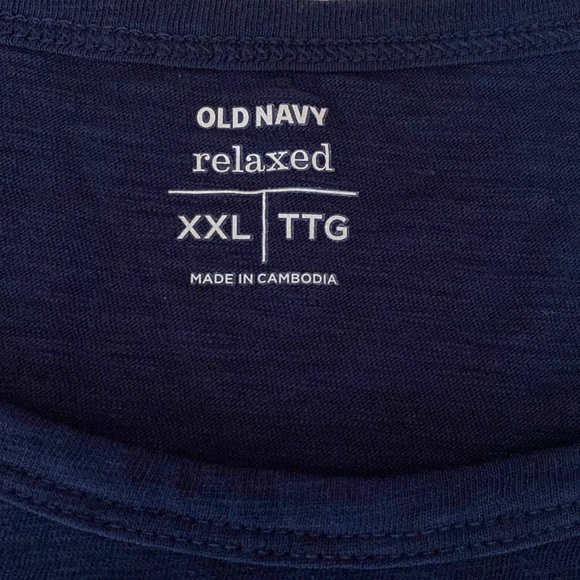 OLD NAVY
relaxed
XXL TTG
MADE IN CAMBODIA